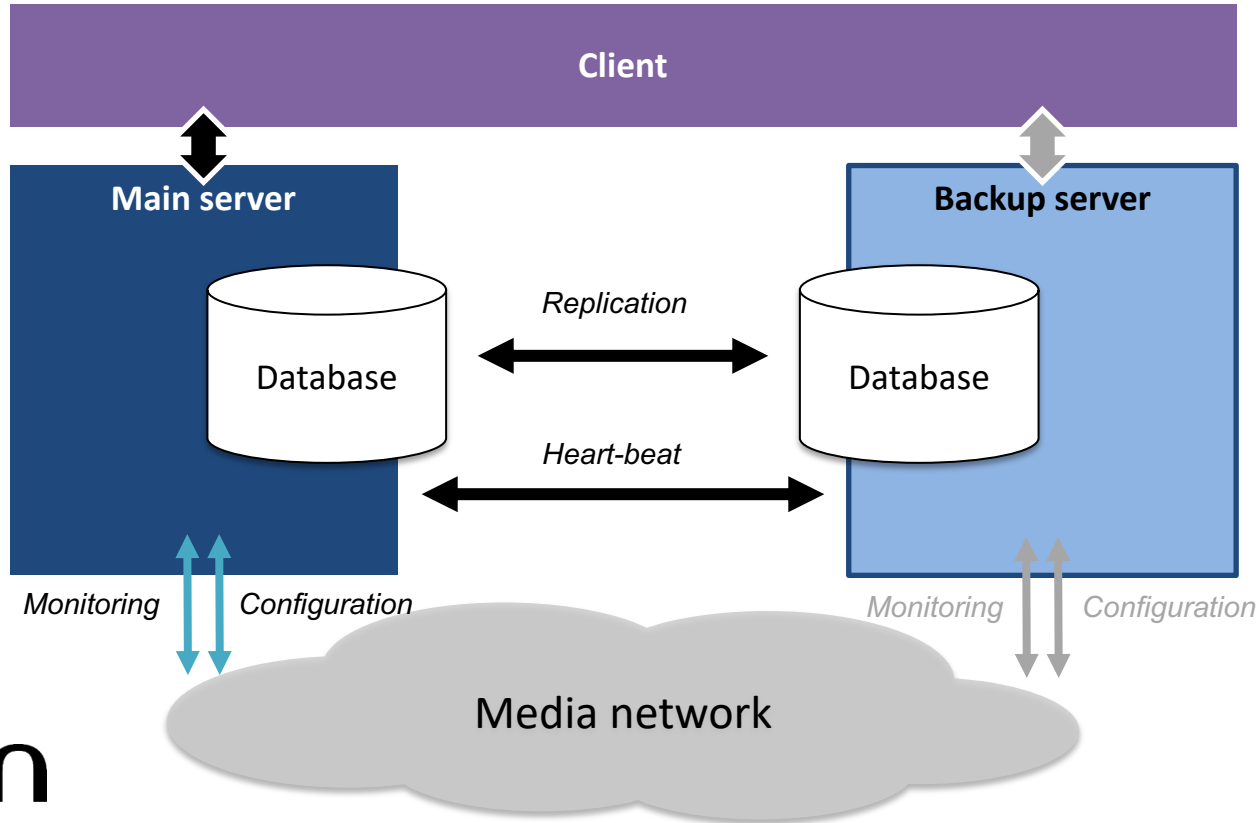 Client
Main server
Backup server
Replication
Database
Database
Heart-beat
Monitoring
Configuration
Monitoring
Configuration
Media network
n